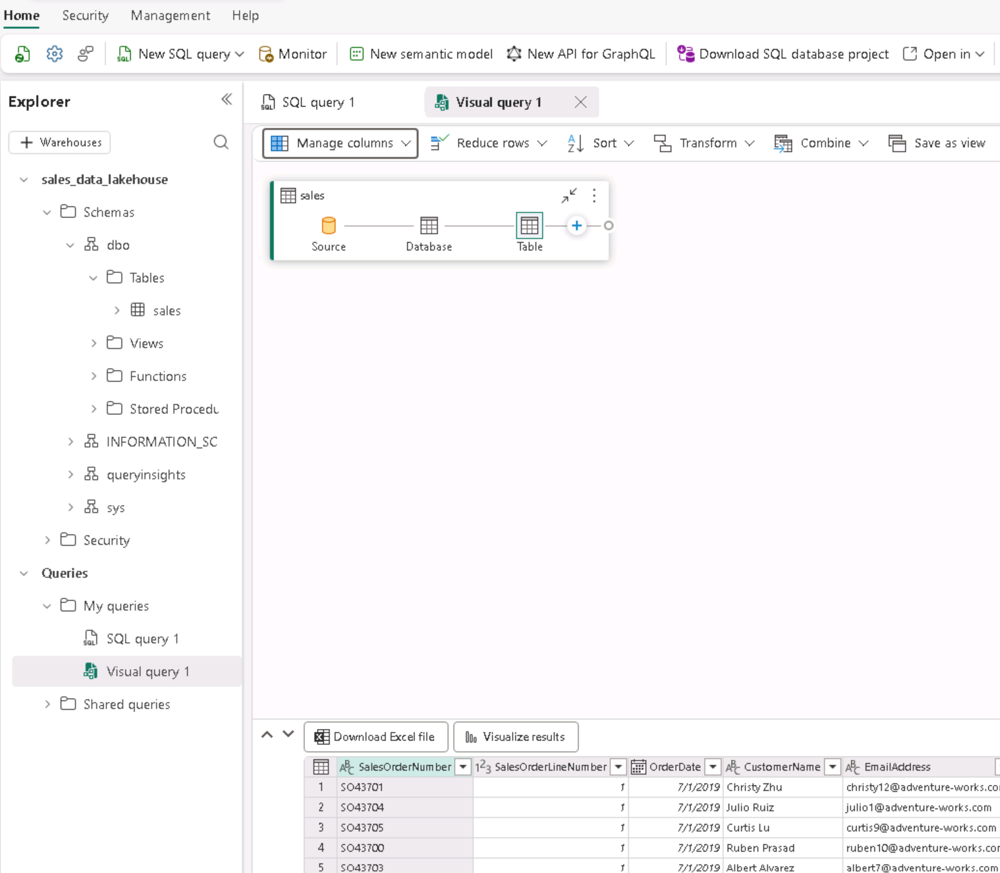 Home Security Management Help
New SQL query Monitor New semantic model New API for GraphQL Download SQL database project Open in
Explorer
SQL query 1 Visual query 1
+ Warehouses
Manage columns Reduce rows Sort Transform Combine Save as view
sales_data_lakehouse
Schemas
dbo
Tables
sales
Views
Functions
Stored Procedu
INFORMATION_SC
queryinsights
sys
Security
Queries
My queries
SQL query 1
Visual query 1
Shared queries
sales
Source Database Table
Download Excel file Visualize results
SalesOrderNumber SalesOrderLineNumber OrderDate CustomerName EmailAddress
1 SO43701 1 7/1/2019 Christy Zhu christy12@adventure-works.co
2 SO43704 1 7/1/2019 Julio Ruiz julio1@adventure-works.com
3 SO43705 1 7/1/2019 Curtis Lu curtis9@adventure-works.com
4 SO43700 1 7/1/2019 Ruben Prasad ruben10@adventure-works.cor
5 SO43703 1 7/1/2019 Albert Alvarez albert7@adventure-works.com